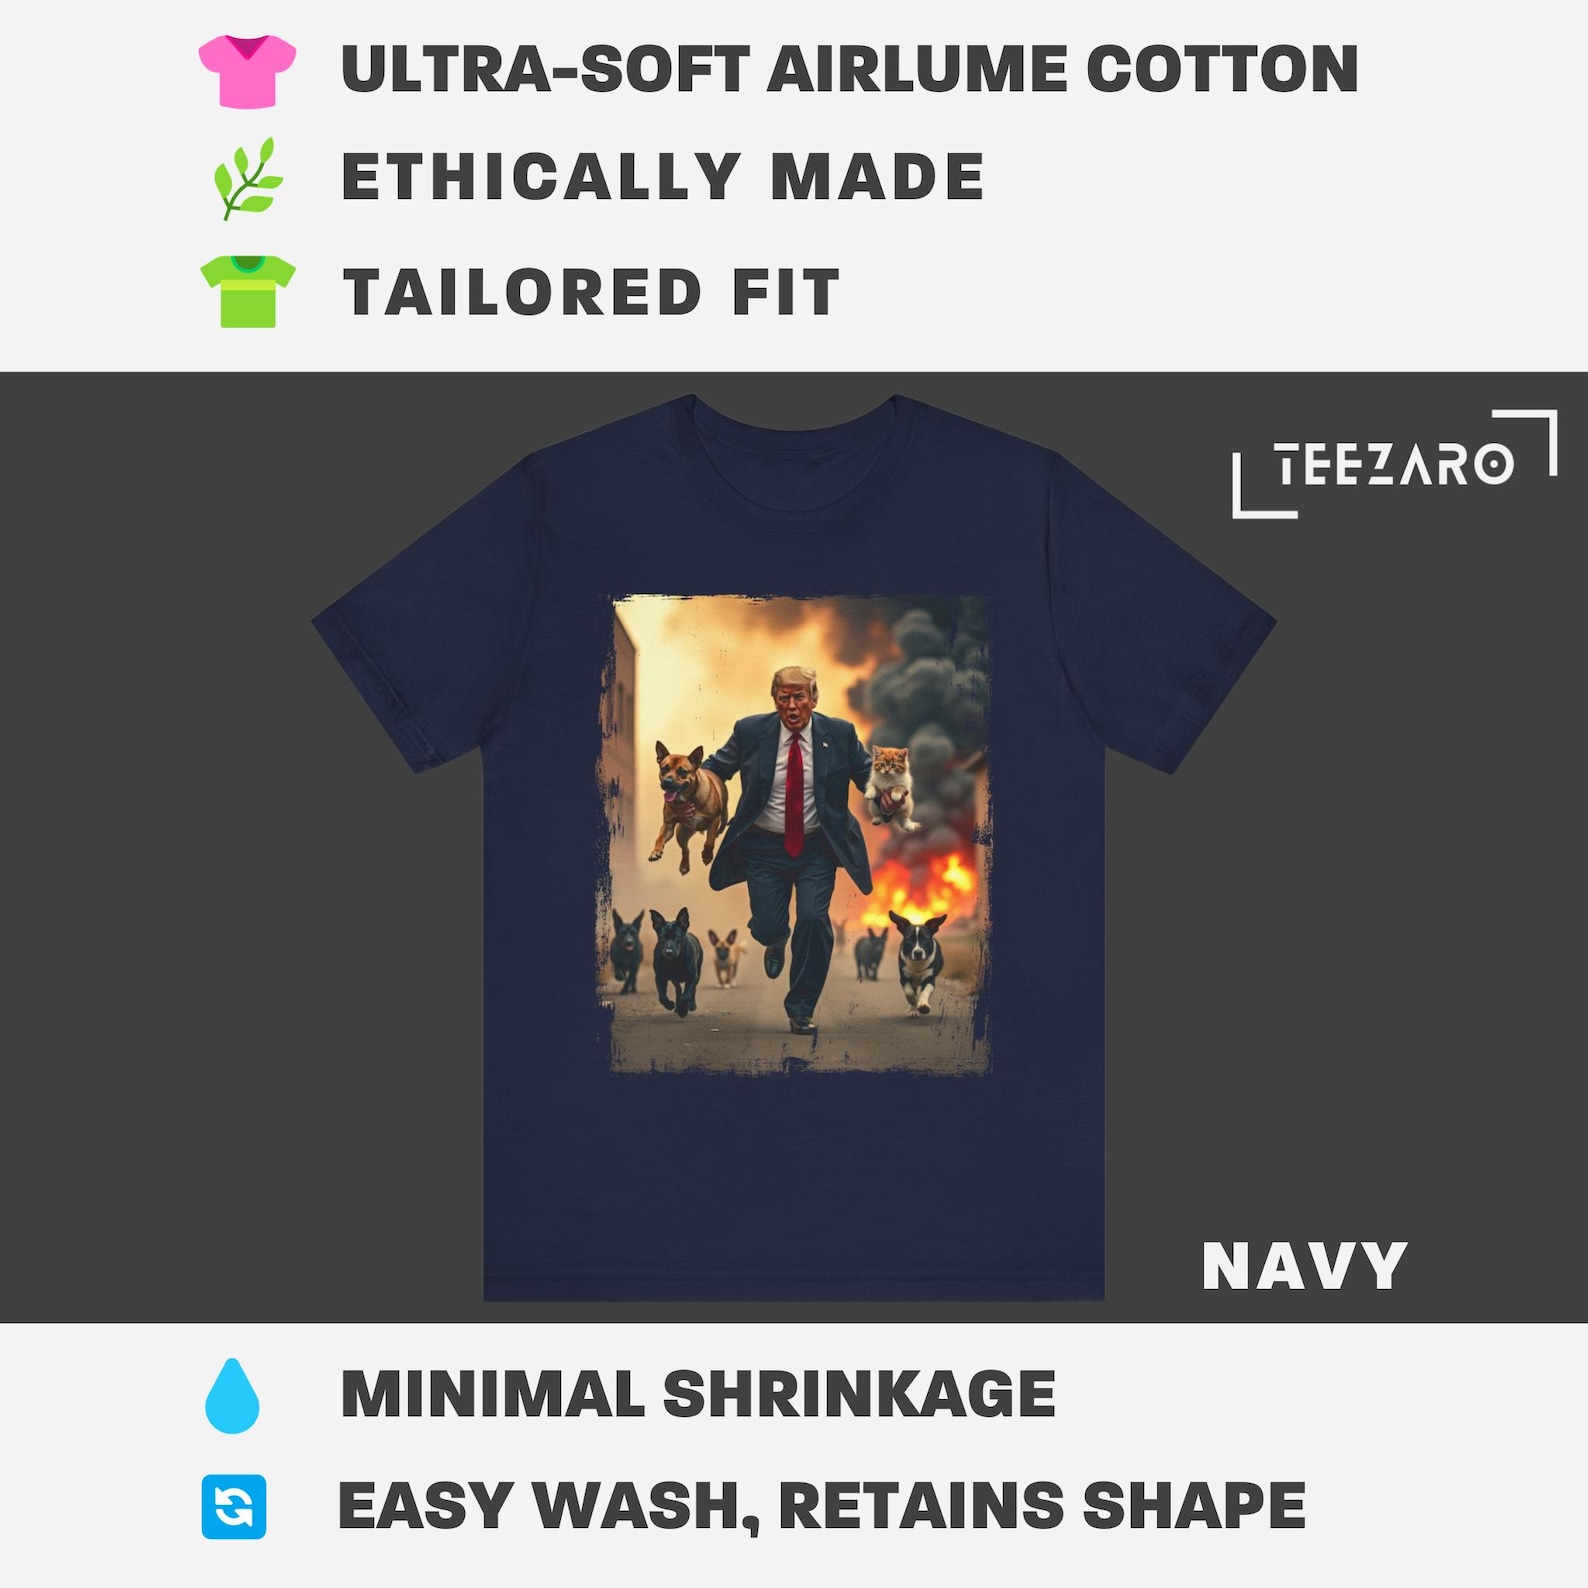 ULTRA-SOFT AIRLUME COTTON
ETHICALLY MADE
TAILORED FIT
TEEZARO
NAVY
MINIMAL SHRINKAGE
EASY WASH, RETAINS SHAPE